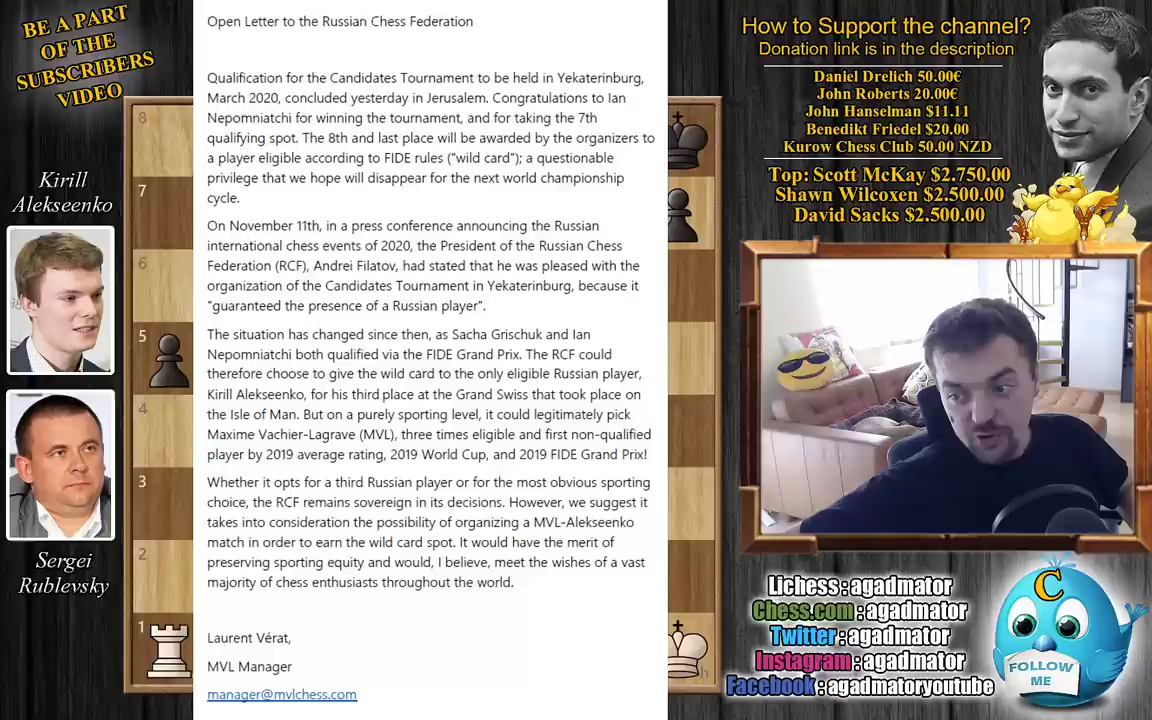 BE A PART
OF THE
SUBSCRIBERS
VIDEO
Kirill
Alekseenko
Sergei
Rublevsky
8
7
6
5
4
3
2
1
Open Letter to the Russian Chess Federation
Qualification for the Candidates Tournament to be held in Yekaterinburg,
March 2020, concluded yesterday in Jerusalem. Congratulations to Ian
Nepomniatchi for winning the tournament, and for taking the 7th
qualifying spot. The 8th and last place will be awarded by the organizers to
a player eligible according to FIDE rules ("wild card"); a questionable
privilege that we hope will disappear for the next world championship
cycle.
On November 11th, in a press conference announcing the Russian
international chess events of 2020, the President of the Russian Chess
Federation (RCF), Andrei Filatov, had stated that he was pleased with the
organization of the Candidates Tournament in Yekaterinburg, because it
"guaranteed the presence of a Russian player".
The situation has changed since then, as Sacha Grischuk and Ian
Nepomniatchi both qualified via the FIDE Grand Prix. The RCF could
therefore choose to give the wild card to the only eligible Russian player,
Kirill Alekseenko, for his third place at the Grand Swiss that took place on
the Isle of Man. But on a purely sporting level, it could legitimately pick
Maxime Vachier-Lagrave (MVL), three times eligible and first non-qualified
player by 2019 average rating, 2019 World Cup, and 2019 FIDE Grand Prix!
Whether it opts for a third Russian player or for the most obvious sporting
choice, the RCF remains sovereign in its decisions. However, we suggest it
takes into consideration the possibility of organizing a MVL-Alekseenko
match in order to earn the wild card spot. It would have the merit of
preserving sporting equity and would, I believe, meet the wishes of a vast
majority of chess enthusiasts throughout the world.
Laurent Vérat,
MVL Manager
manager@mvlchess.com
h
How to Support the channel?
Donation link is in the description
Daniel Drelich 50.00€
John Roberts 20.00€
John Hanselman $11.11
Benedikt Friedel $20.00
Kurow Chess Club 50.00 NZD
Top: Scott McKay $2.750.00
Shawn Wilcoxen $2.500.00
David Sacks $2.500.00
Lichess:agadmator
Chess.com:agadmator
Twitter:agadmator
Instagram:agadmator
Facebook:agadmatoryoutube
C
FOLLOW
ME